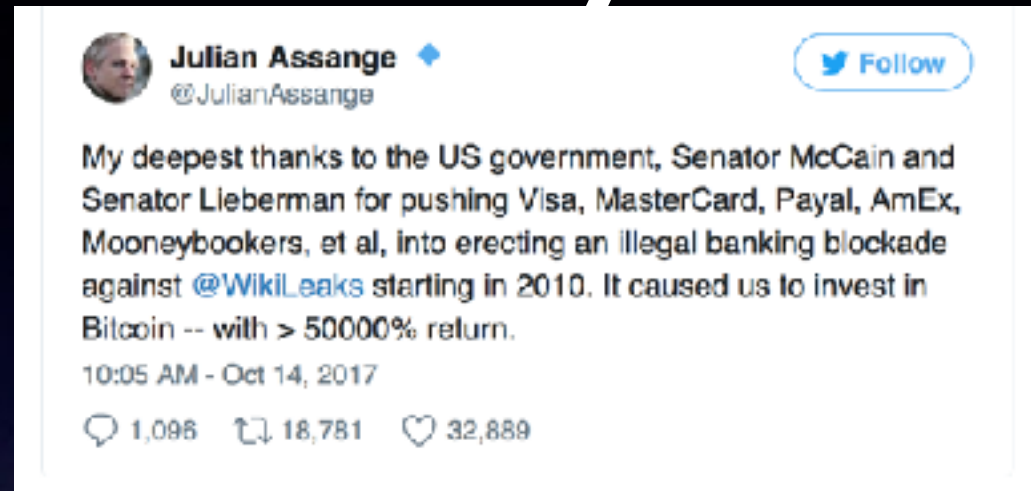 Julian Assange
@JulianAssange
Follow
My deepest thanks to the US government, Senator McCain and
Senator Lieberman for pushing Visa, MasterCard, Payal, AmEx,
Mooneybookers, et al, into erecting an illegal banking blockade
against @WikiLeaks starting in 2010. It caused us to invest in
Bitcoin -- with > 50000% return.
10:05 AM - Oct 14, 2017
1,096 18,781 32,889